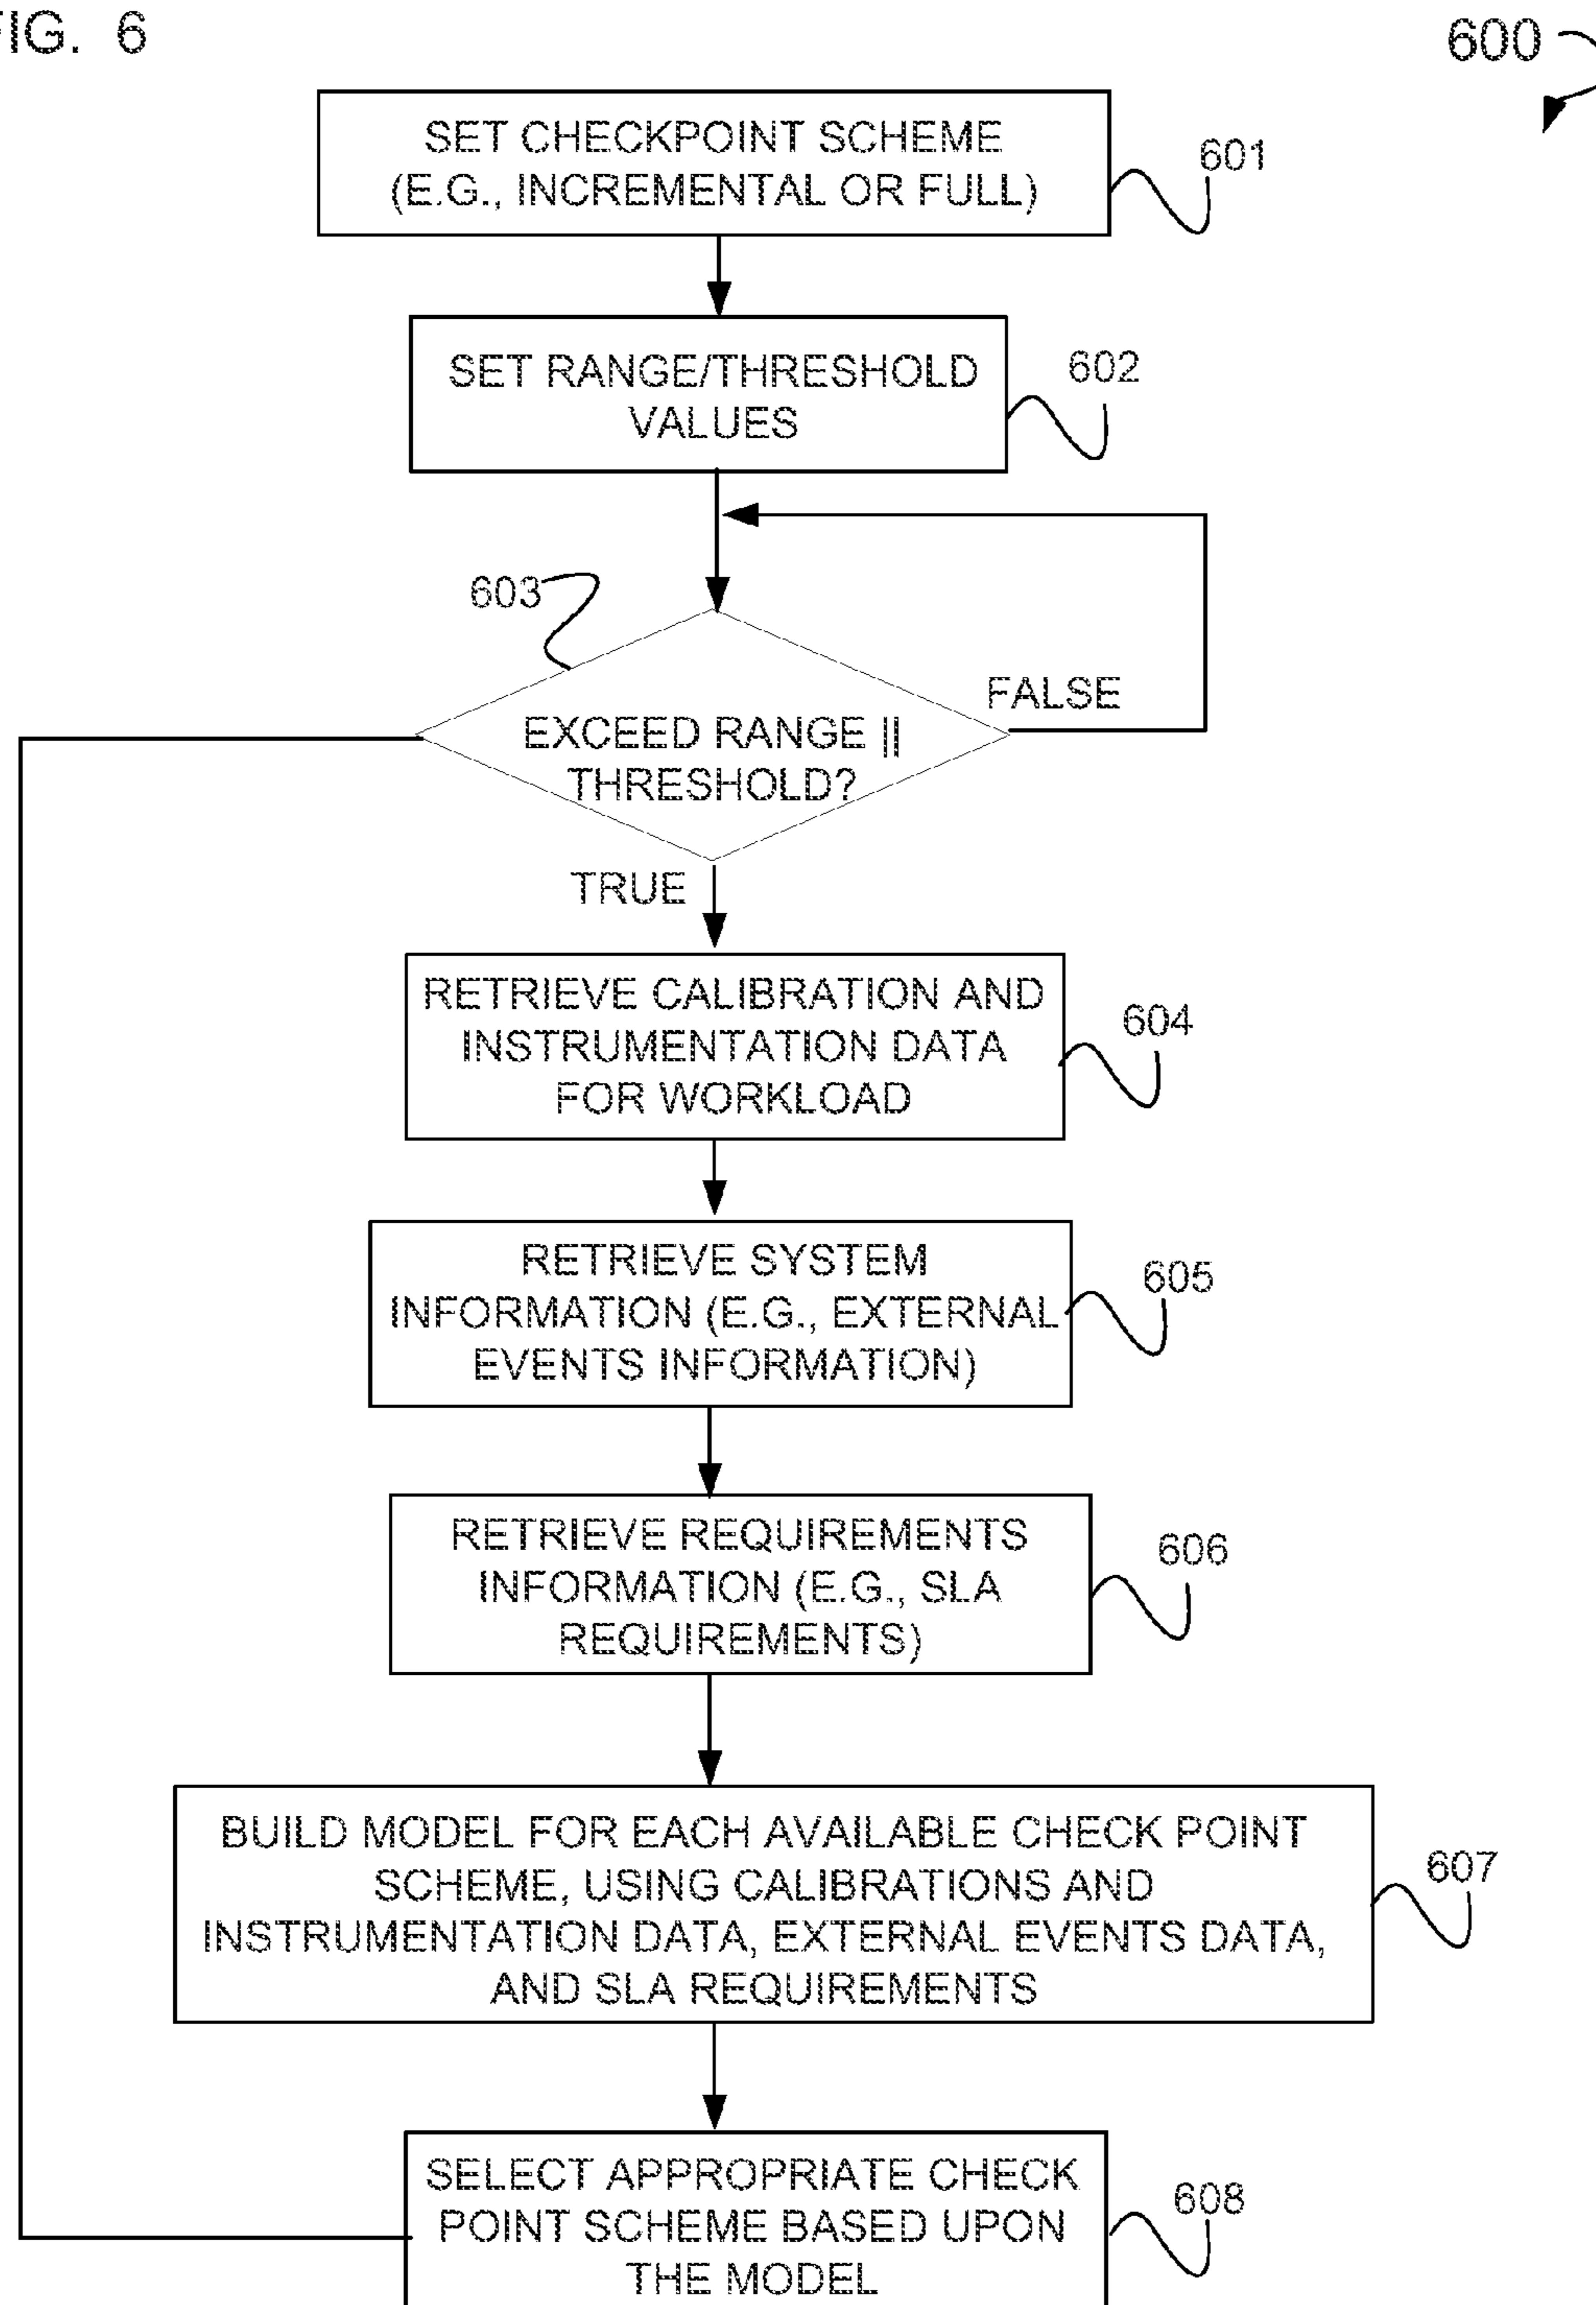 FIG. 6
600
SET CHECKPOINT SCHEME
(E.G., INCREMENTAL OR FULL)
601
SET RANGE/THRESHOLD
VALUES
602
603
FALSE
EXCEED RANGE ||
THRESHOLD?
TRUE
RETRIEVE CALIBRATION AND
INSTRUMENTATION DATA
FOR WORKLOAD
604
RETRIEVE SYSTEM
INFORMATION (E.G., EXTERNAL
EVENTS INFORMATION)
605
RETRIEVE REQUIREMENTS
INFORMATION (E.G., SLA
REQUIREMENTS)
606
BUILD MODEL FOR EACH AVAILABLE CHECK POINT
SCHEME, USING CALIBRATIONS AND
INSTRUMENTATION DATA, EXTERNAL EVENTS DATA,
AND SLA REQUIREMENTS
607
SELECT APPROPRIATE CHECK
POINT SCHEME BASED UPON
THE MODEL
608